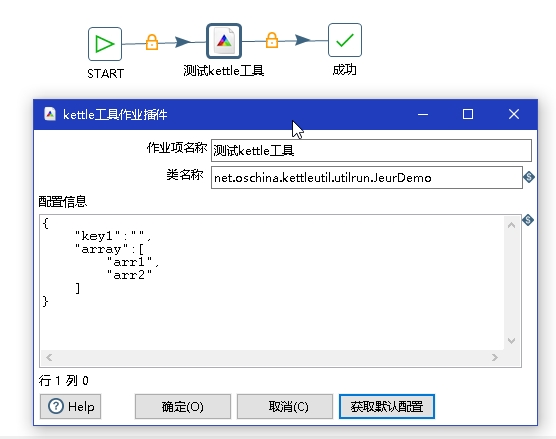 START
测试kettle工具
成功
kettle工具作业插件
作业项名称
测试kettle工具
类名称
net.oschina.kettleutil.utilrun.JeurDemo
配置信息
{
"key1":"",
"array":[
"arr1",
"arr2"
]
}
行 1 列 0
Help
确定(O)
取消(C)
获取默认配置